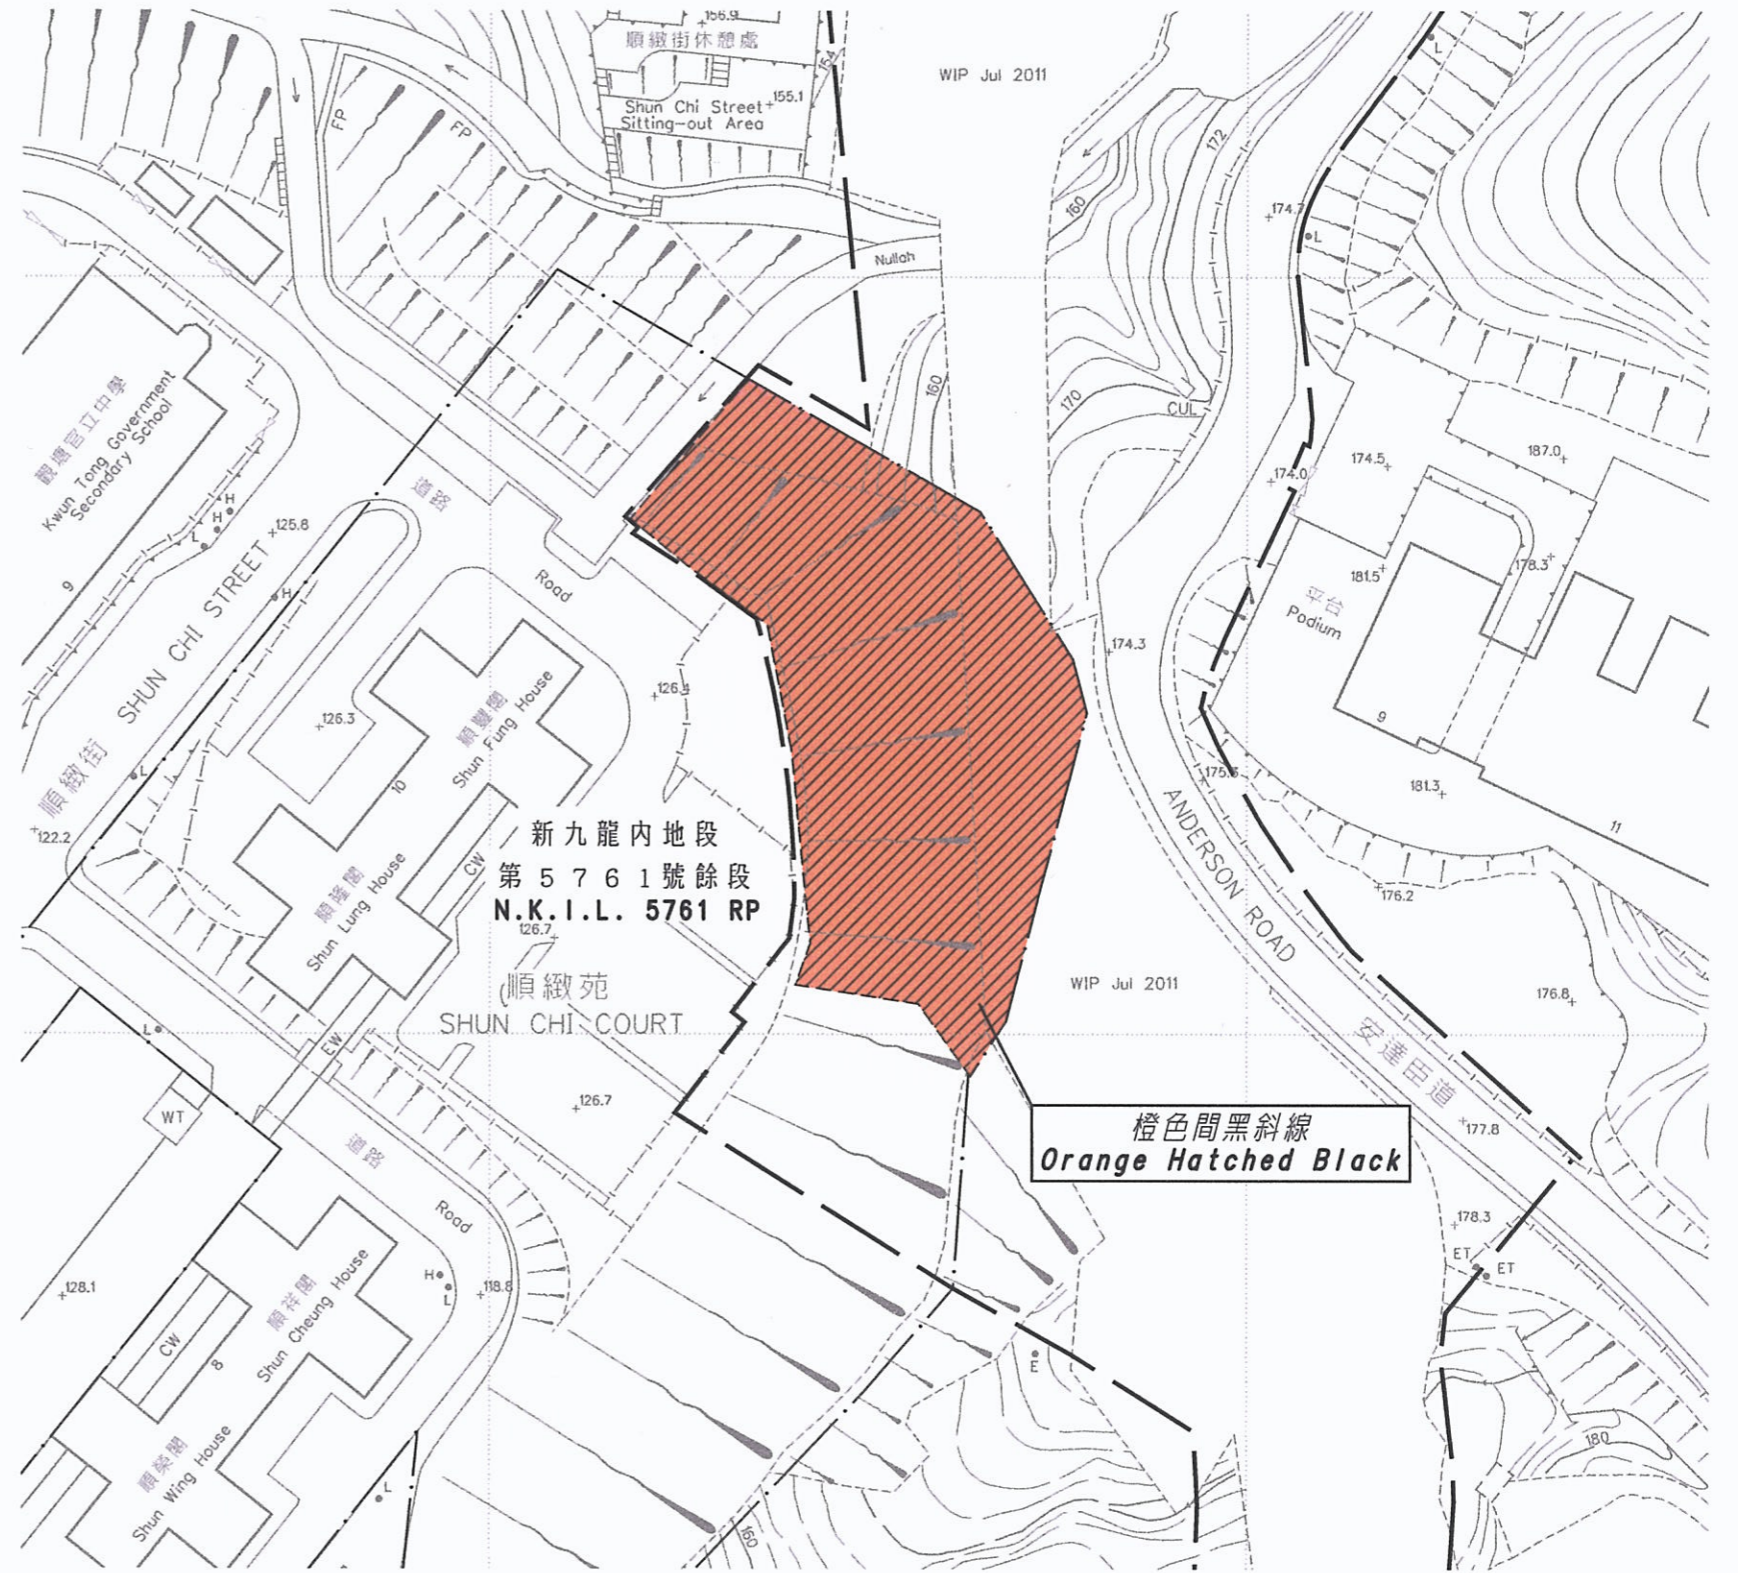 156.9
順緻街休憩處
Shun Chi Street
Sitting-out Area
155.1
154
WIP Jul 2011
L
FP
FP
172
160
174.7
L
Nullah
160
170
CUL
174.5
187.0
174.0
觀塘官立中學
Kwun Tong Government
Secondary School
9
H
H
L
125.8
道路
Road
H
順緻街 SHUN CHI STREET
122.2
L
126.3
126.4
順豐閣
Shun Fung House
10
181.5
178.3
平台
Podium
174.3
9
175.3
181.3
11
176.2
新九龍內地段
第5761號餘段
N.K.I.L. 5761 RP
126.7
順隆閣
Shun Lung House
CW
順緻苑
SHUN CHI COURT
ANDERSON ROAD
安達臣道
WIP Jul 2011
176.8
L
EW
WT
126.7
道路
Road
橙色間黑斜線
Orange Hatched Black
177.8
178.3
ET
ET
128.1
順祥閣
Shun Cheung House
H
L
118.8
CW
8
E
順榮閣
Shun Wing House
L
160
180